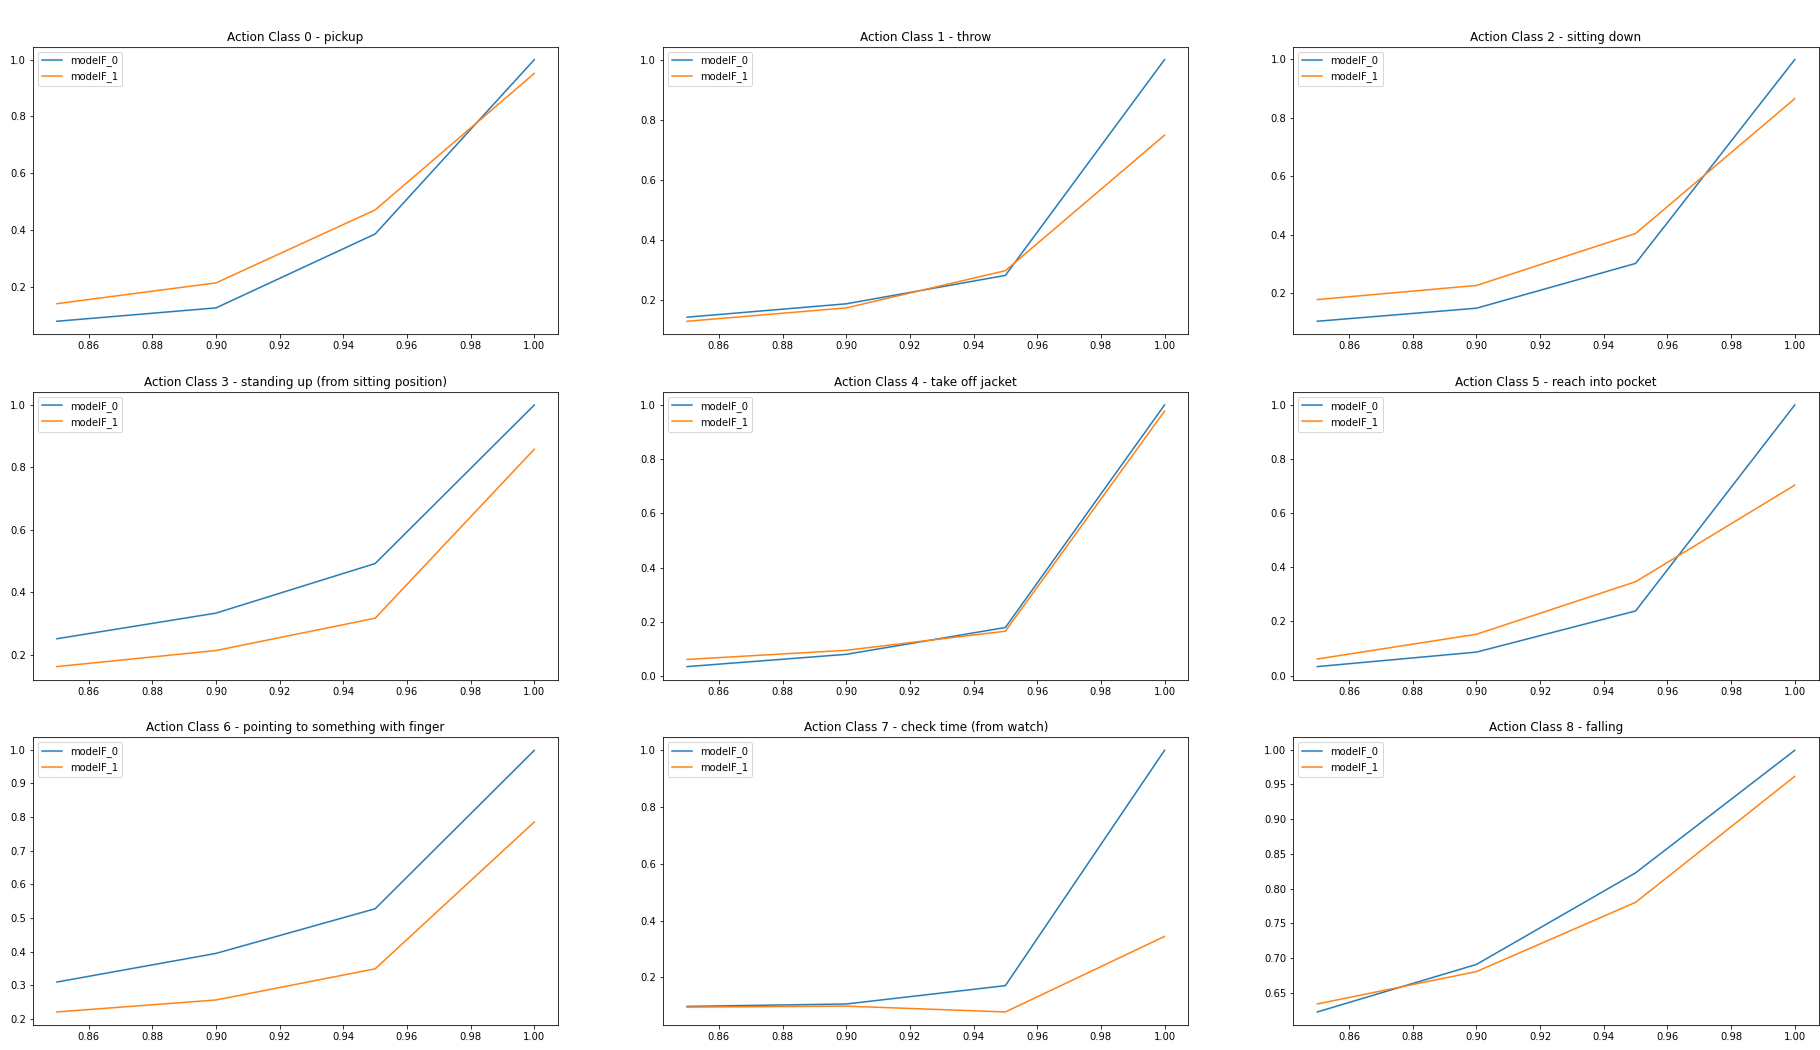 Action Class 0 - pickup
modelF_0
modelF_1
1.0
0.8
0.6
0.4
0.2
0.86 0.88 0.90 0.92 0.94 0.96 0.98 1.00
Action Class 1 - throw
modelF_0
modelF_1
1.0
0.8
0.6
0.4
0.2
0.86 0.88 0.90 0.92 0.94 0.96 0.98 1.00
Action Class 2 - sitting down
modelF_0
modelF_1
1.0
0.8
0.6
0.4
0.2
0.86 0.88 0.90 0.92 0.94 0.96 0.98 1.00
Action Class 3 - standing up (from sitting position)
modelF_0
modelF_1
1.0
0.8
0.6
0.4
0.2
0.86 0.88 0.90 0.92 0.94 0.96 0.98 1.00
Action Class 4 - take off jacket
modelF_0
modelF_1
1.0
0.8
0.6
0.4
0.2
0.0
0.86 0.88 0.90 0.92 0.94 0.96 0.98 1.00
Action Class 5 - reach into pocket
modelF_0
modelF_1
1.0
0.8
0.6
0.4
0.2
0.0
0.86 0.88 0.90 0.92 0.94 0.96 0.98 1.00
Action Class 6 - pointing to something with finger
modelF_0
modelF_1
1.0
0.9
0.8
0.7
0.6
0.5
0.4
0.3
0.2
0.86 0.88 0.90 0.92 0.94 0.96 0.98 1.00
Action Class 7 - check time (from watch)
modelF_0
modelF_1
1.0
0.8
0.6
0.4
0.2
0.86 0.88 0.90 0.92 0.94 0.96 0.98 1.00
Action Class 8 - falling
modelF_0
modelF_1
1.00
0.95
0.90
0.85
0.80
0.75
0.70
0.65
0.86 0.88 0.90 0.92 0.94 0.96 0.98 1.00